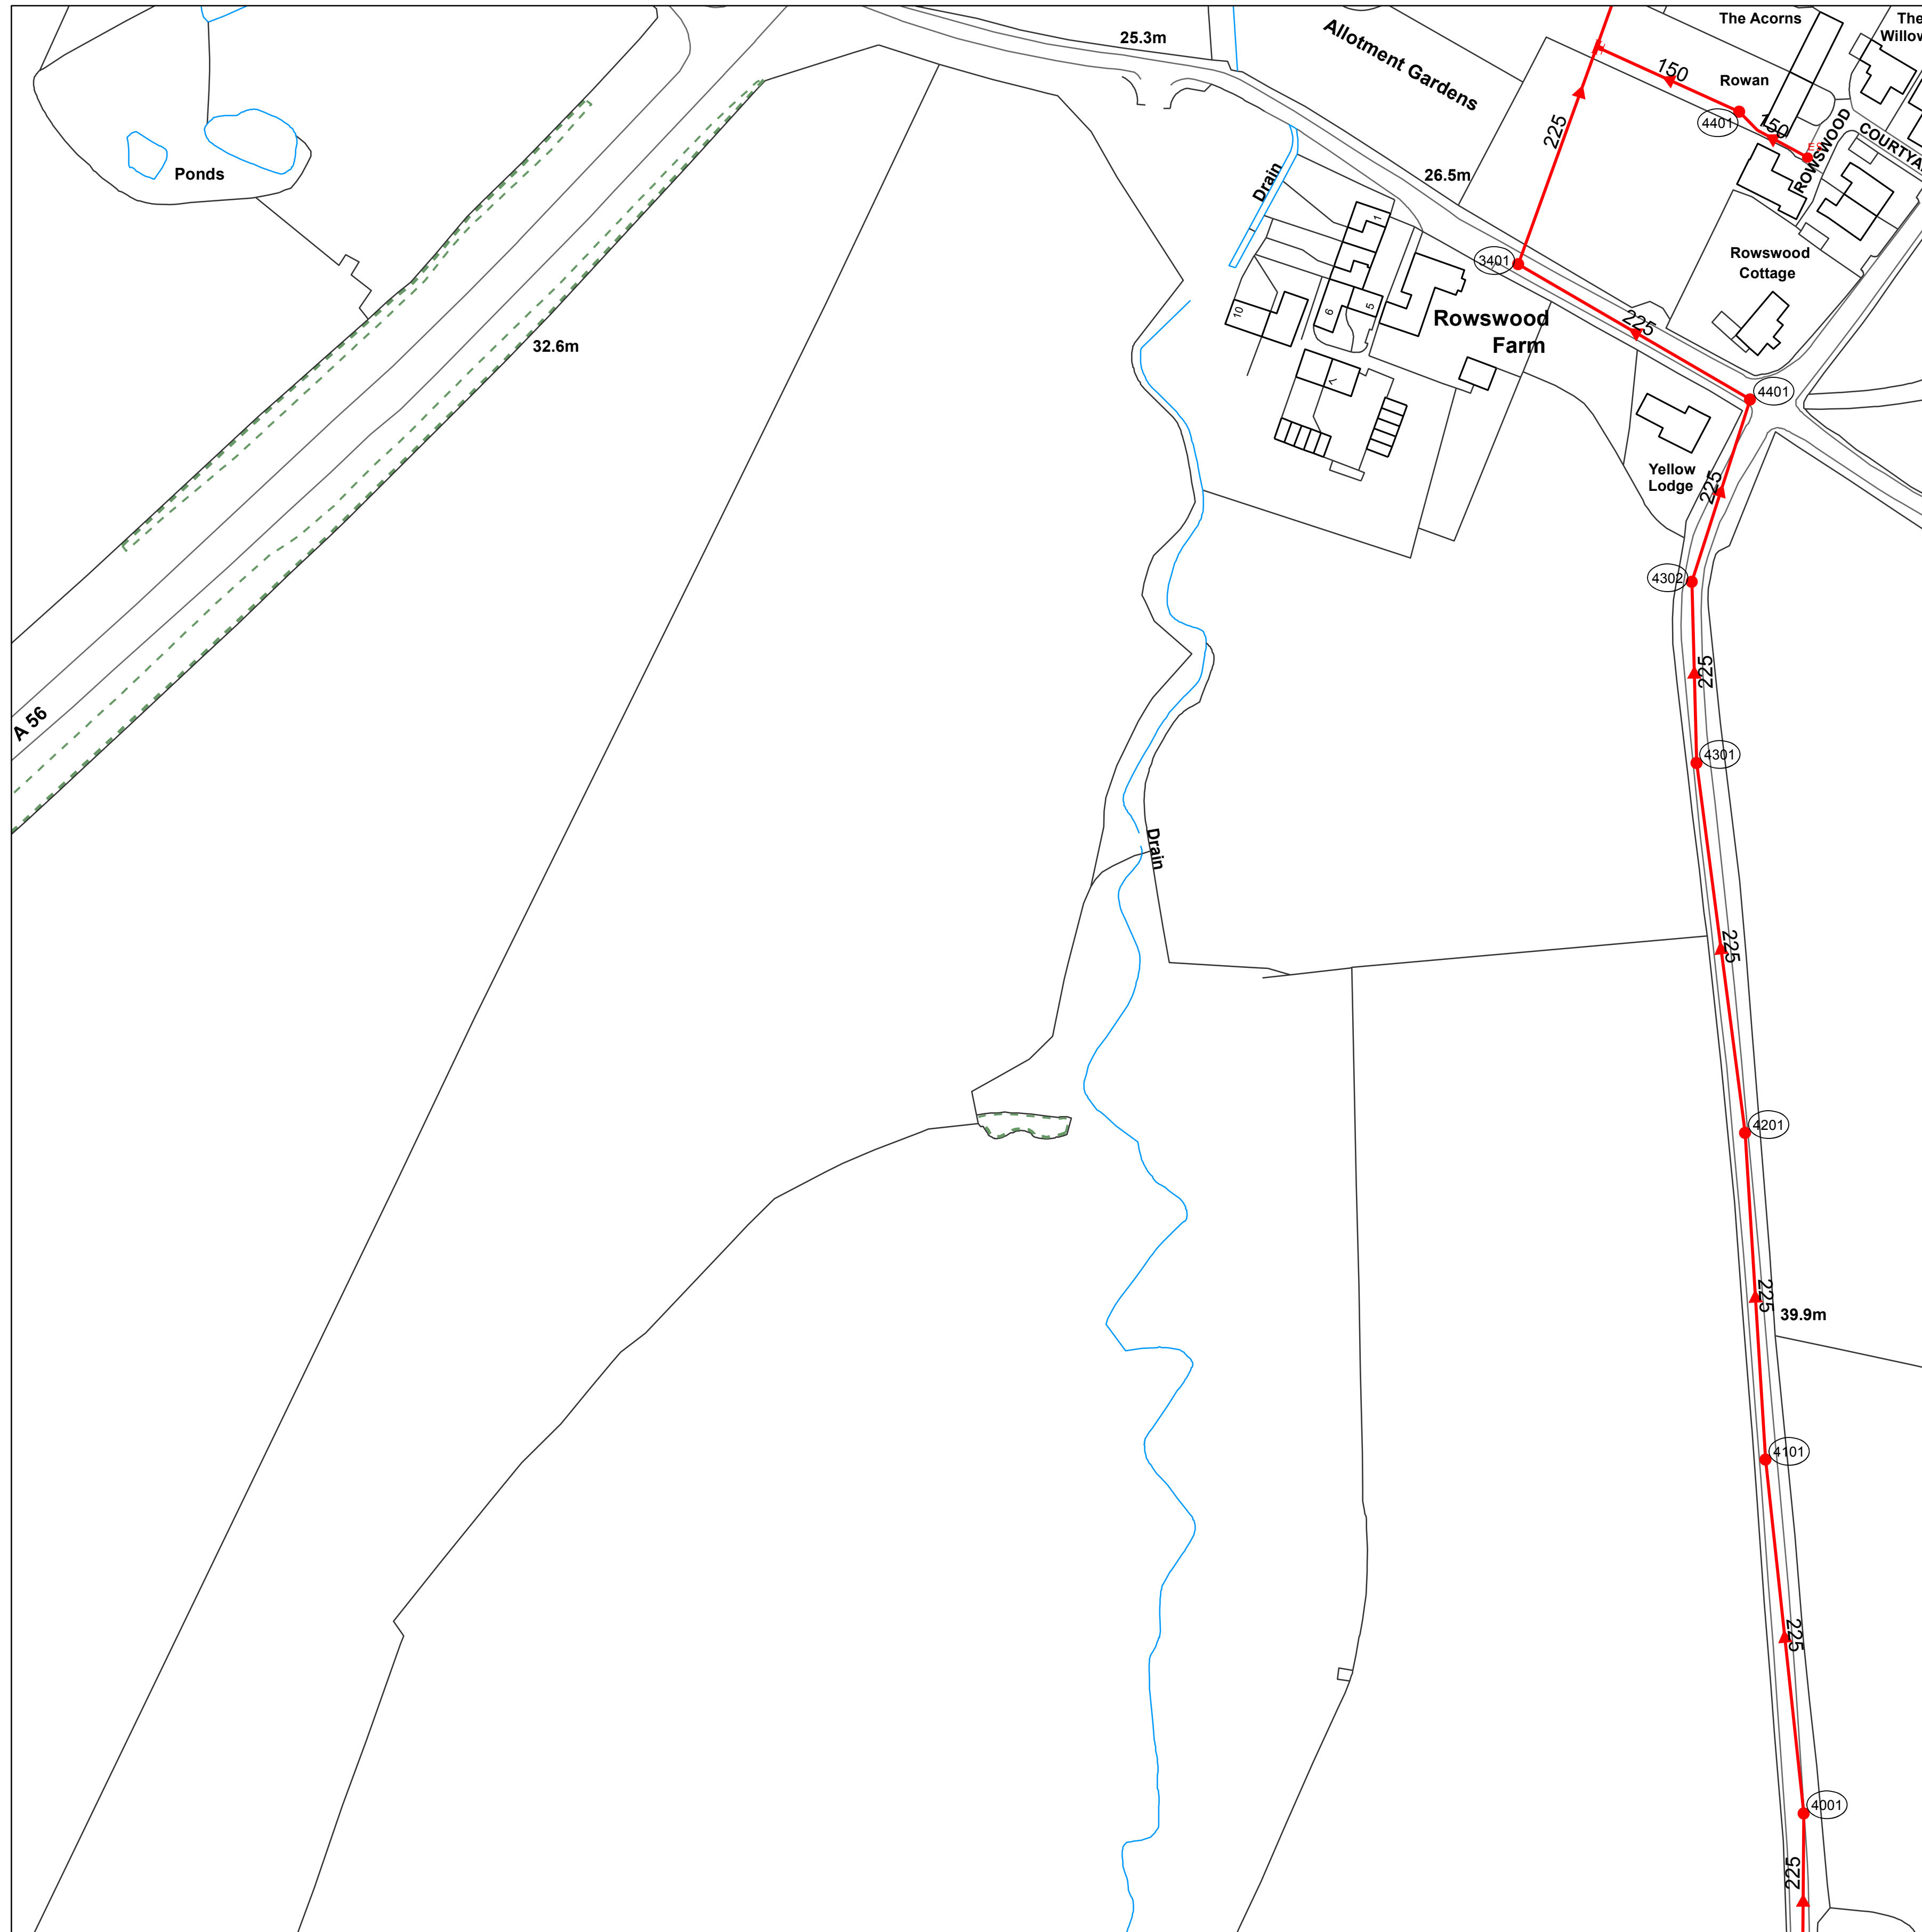 The Acorns
The
Willow
25.3m
Allotment Gardens
150
Rowan
4401
150
225
ROWSWOOD
COURTYA
Ponds
Drain
26.5m
1
3401
Rowswood
Cottage
10
6
5
Rowswood
Farm
225
32.6m
7
4401
Yellow
Lodge
225
4302
225
A 56
4301
Drain
225
4201
225
39.9m
4101
225
4001
225